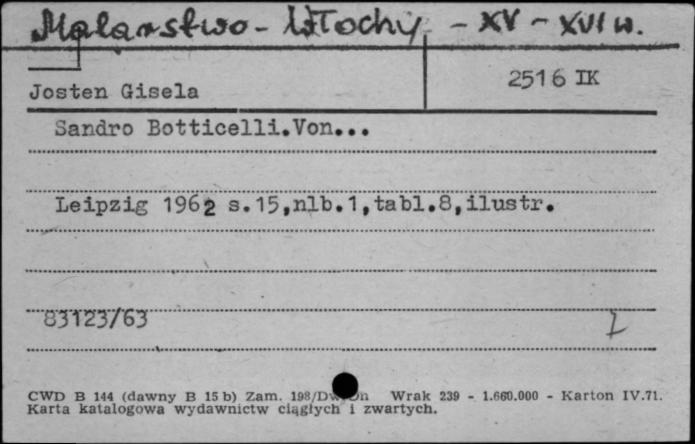 Malarstwo - Włochy - XV - XVI w.
Josten Gisela
2516 IK
Sandro Botticelli.Von...
Leipzig 1962 s.15,nlb.1,tabl.8,ilustr.
83123/63
CWD B 144 (dawny B 15 b) Zam. 198/Dw Wrak 239 - 1.660.000 - Karton IV.71.
Karta katalogowa wydawnictw ciągłych i zwartych.